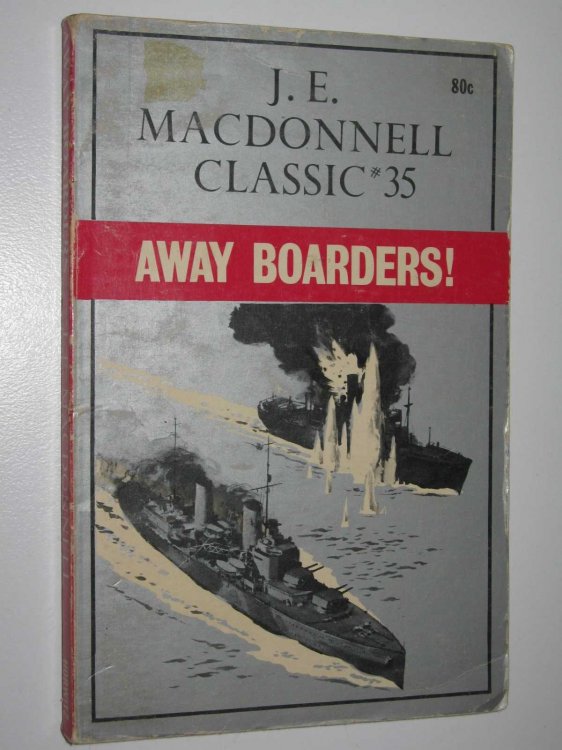 J. E.
80c
MACDONNELL
CLASSIC #35
AWAY BOARDERS!